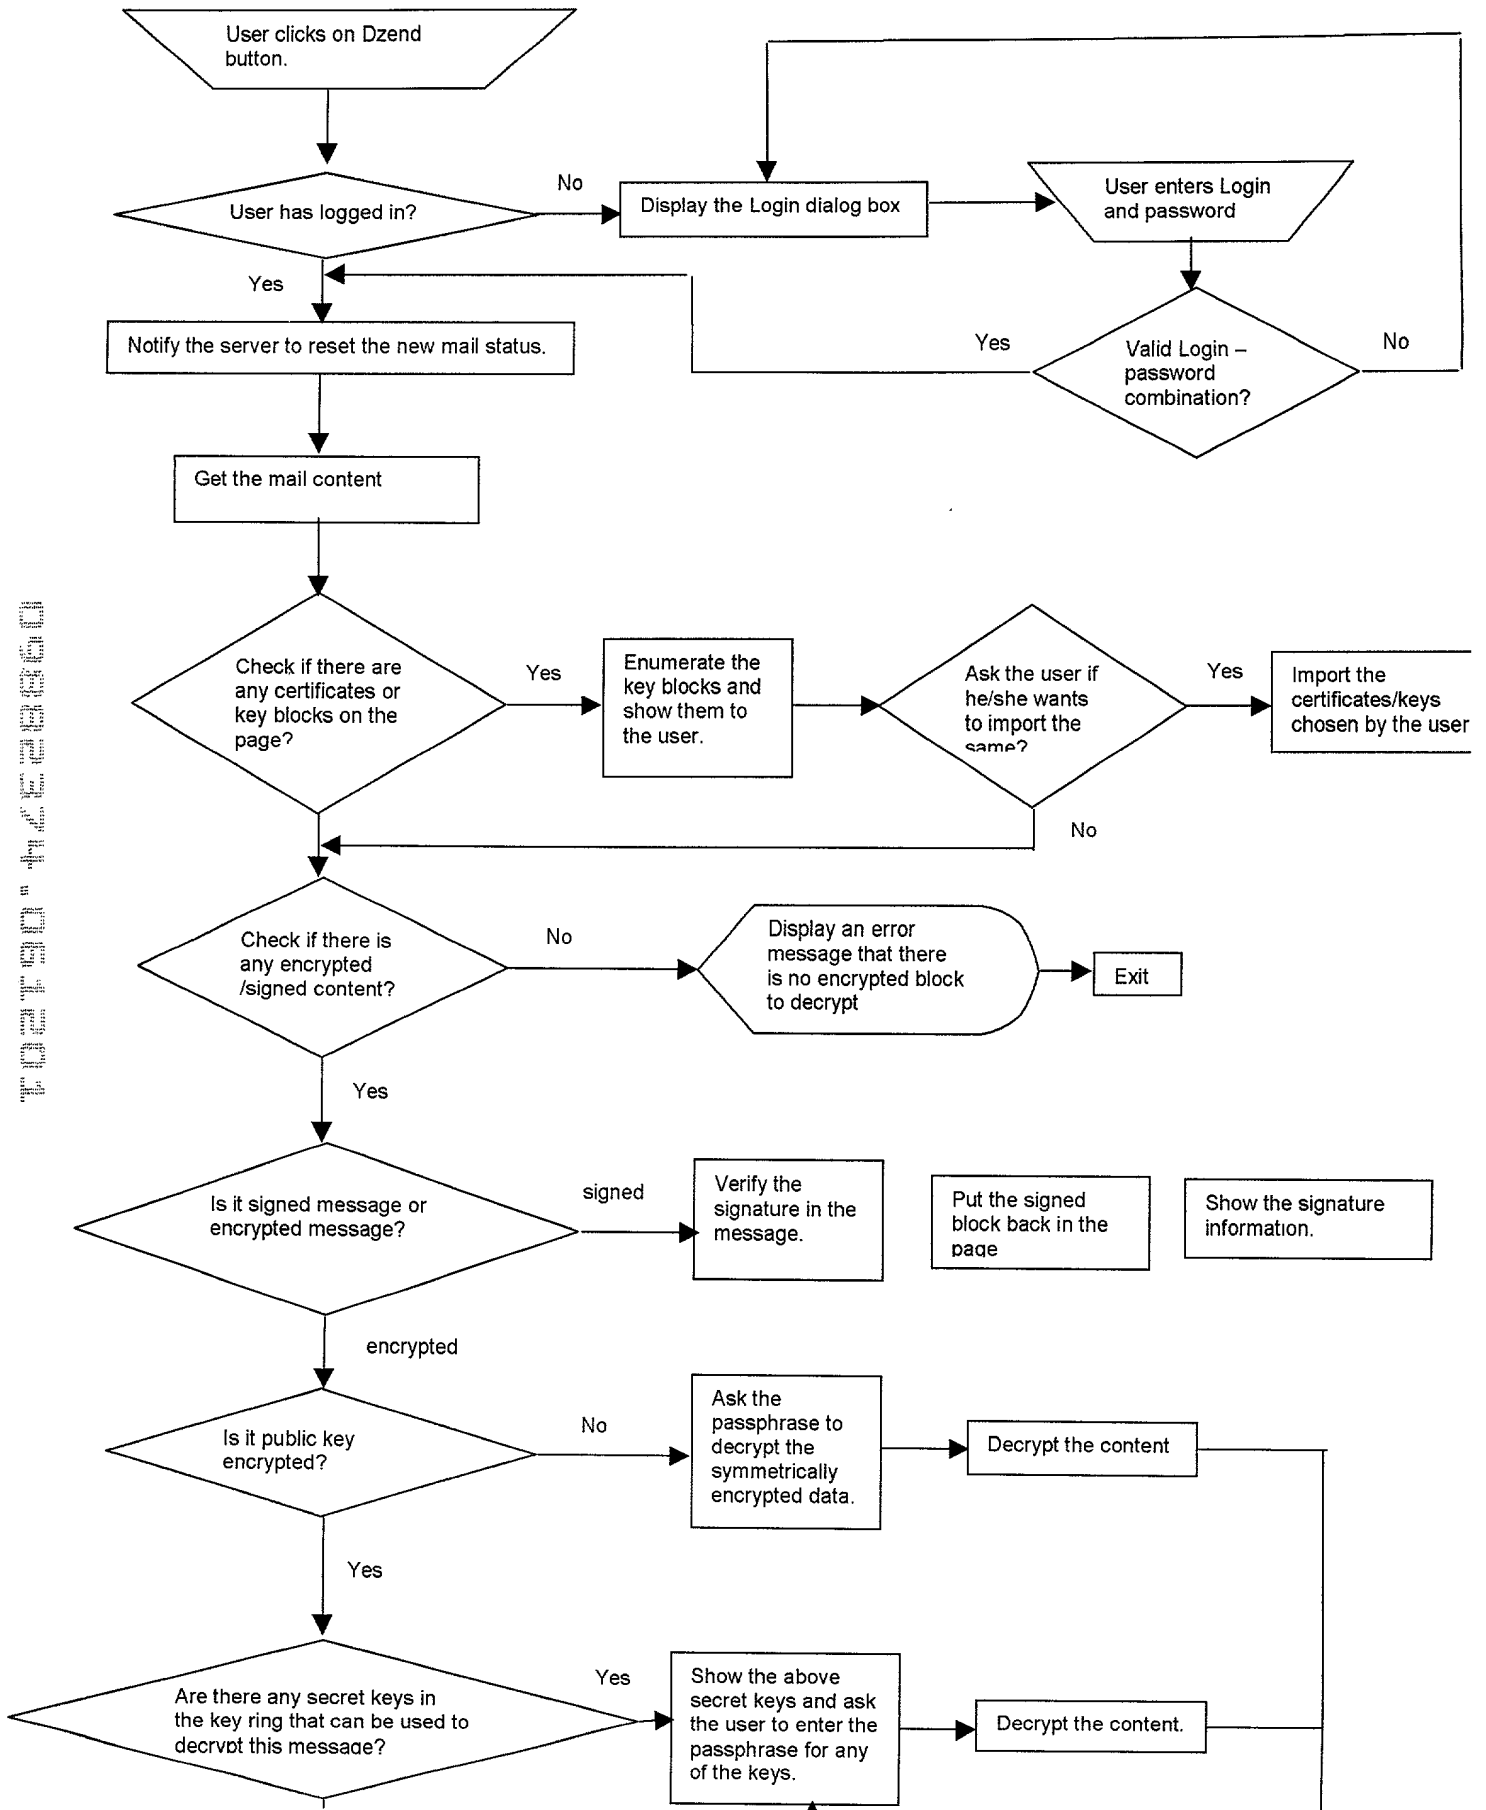 User clicks on Dzend
button.
User has logged in?
No
Display the Login dialog box
User enters Login
and password
Yes
Notify the server to reset the new mail status.
Yes
Valid Login –
password
combination?
No
Get the mail content
Check if there are
any certificates or
key blocks on the
page?
Yes
Enumerate the
key blocks and
show them to
the user.
Ask the user if
he/she wants
to import the
same?
Yes
Import the
certificates/keys
chosen by the user
No
Check if there is
any encrypted
/signed content?
No
Display an error
message that there
is no encrypted block
to decrypt
Exit
Yes
Is it signed message or
encrypted message?
signed
Verify the
signature in the
message.
Put the signed
block back in the
page
Show the signature
information.
encrypted
Is it public key
encrypted?
No
Ask the
passphrase to
decrypt the
symmetrically
encrypted data.
Decrypt the content
Yes
Are there any secret keys in
the key ring that can be used to
decrypt this message?
Yes
Show the above
secret keys and ask
the user to enter the
passphrase for any
of the keys.
Decrypt the content.
09882374.061201